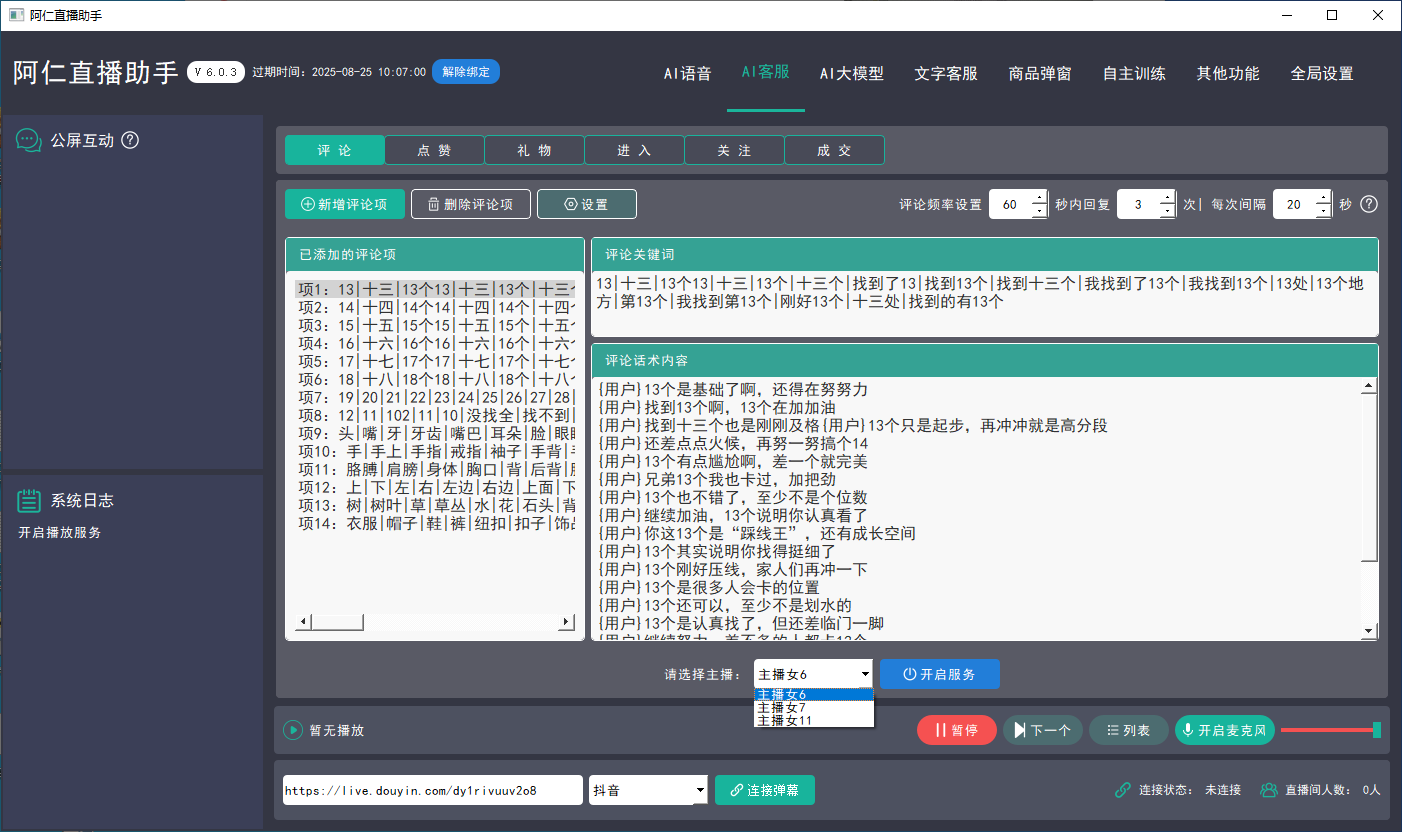 阿仁直播助手
阿仁直播助手 V 6.0.3 过期时间：2025-08-25 10:07:00 解除绑定
AI语音 AI客服 AI大模型 文字客服 商品弹窗 自主训练 其他功能 全局设置
公屏互动
系统日志
开启播放服务
评 论 点 赞 礼 物 进 入 关 注 成 交
新增评论项 删除评论项 设置 评论频率设置 60 秒内回复 3 次| 每次间隔 20 秒
已添加的评论项
项1：13|十三|13个13|十三|13个|十三个
项2：14|十四|14个14|十四|14个|十四个
项3：15|十五|15个15|十五|15个|十五个
项4：16|十六|16个16|十六|16个|十六个
项5：17|十七|17个17|十七|17个|十七个
项6：18|十八|18个18|十八|18个|十八个
项7：19|20|21|22|23|24|25|26|27|28|
项8：12|11|102|11|10|没找全|找不到|
项9：头|嘴|牙|牙齿|嘴巴|耳朵|脸|眼睛
项10：手|手上|手指|戒指|袖子|手背|
项11：胳膊|肩膀|身体|胸口|背|后背|
项12：上|下|左|右|左边|右边|上面|下
项13：树|树叶|草|草丛|水|花|石头|背
项14：衣服|帽子|鞋|裤|纽扣|扣子|饰品
评论关键词
13|十三|13个13|十三|13个|十三个|找到了13|找到13个|找到十三个|我找到了13个|我找到13个|13处|13个地
方|第13个|我找到第13个|刚好13个|十三处|找到的有13个
评论话术内容
{用户}13个是基础了啊，还得在努努力
{用户}找到13个啊，13个在加加油
{用户}找到十三个也是刚刚及格{用户}13个只是起步，再冲冲就是高分段
{用户}还差点点火候，再努一努搞个14
{用户}13个有点尴尬啊，差一个就完美
{用户}兄弟13个我也卡过，加把劲
{用户}13个也不错了，至少不是个位数
{用户}继续加油，13个说明你认真看了
{用户}你这13个是“踩线王”，还有成长空间
{用户}13个其实说明你找得挺细了
{用户}13个刚好压线，家人们再冲一下
{用户}13个是很多人会卡的位置
{用户}13个还可以，至少不是划水的
{用户}13个是认真找了，但还差临门一脚
{用户}继续努力，差不多的人都卡13个
请选择主播： 主播女6 开启服务
主播女6
主播女7
主播女11
暂无播放 暂停 下一个 列表 开启麦克风
https://live.douyin.com/dy1rivuuv2o8 抖音 连接弹幕 连接状态： 未连接 直播间人数： 0人